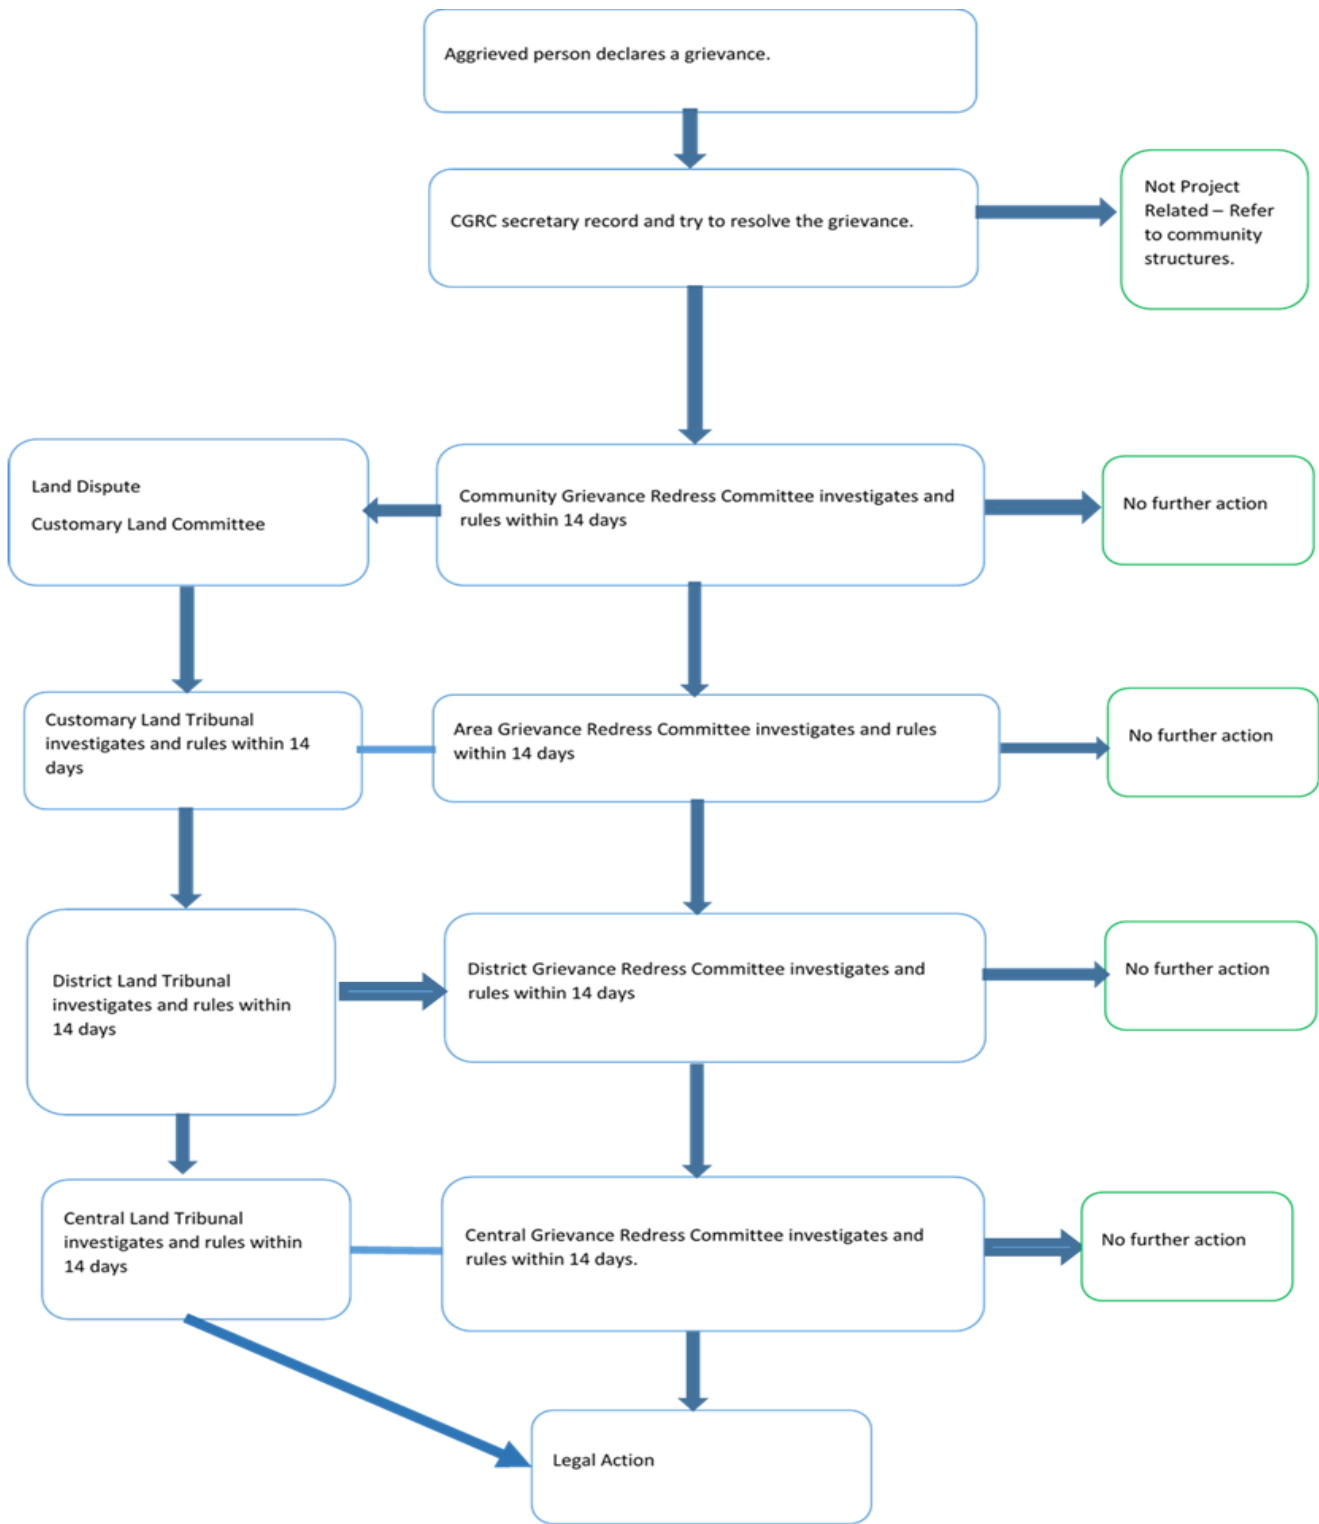 Aggrieved person declares a grievance.
CGRC secretary record and try to resolve the grievance.
Not Project
Related – Refer
to community
structures.
Land Dispute
Customary Land Committee
Community Grievance Redress Committee investigates and
rules within 14 days
No further action
Customary Land Tribunal
investigates and rules within 14
days
Area Grievance Redress Committee investigates and rules
within 14 days
No further action
District Land Tribunal
investigates and rules within
14 days
District Grievance Redress Committee investigates and
rules within 14 days
No further action
Central Land Tribunal
investigates and rules within
14 days
Central Grievance Redress Committee investigates and
rules within 14 days.
No further action
Legal Action